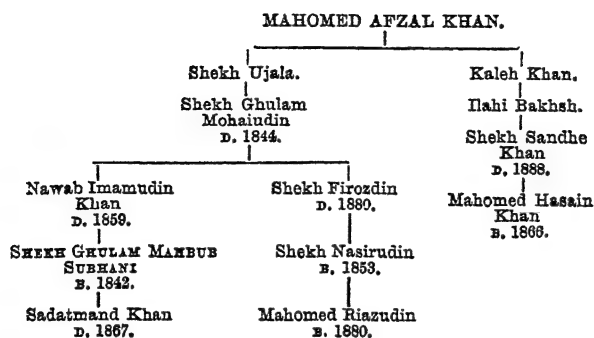 MAHOMED AFZAL KHAN.
Shekh Ujala.
Kaleh Khan.
Shekh Ghulam
Mohaiudin
D. 1844.
Ilahi Bakhsh.
Shekh Sandhe
Khan
D. 1888.
Mahomed Hasain
Khan
B. 1866.
Nawab Imamudin
Khan
D. 1859.
Shekh Firozdin
D. 1880.
SHEKH GHULAM MAHBUB
SUBHANI
B. 1842.
Shekh Nasirudin
B. 1853.
Sadatmand Khan
D. 1867.
Mahomed Riazudin
B. 1880.